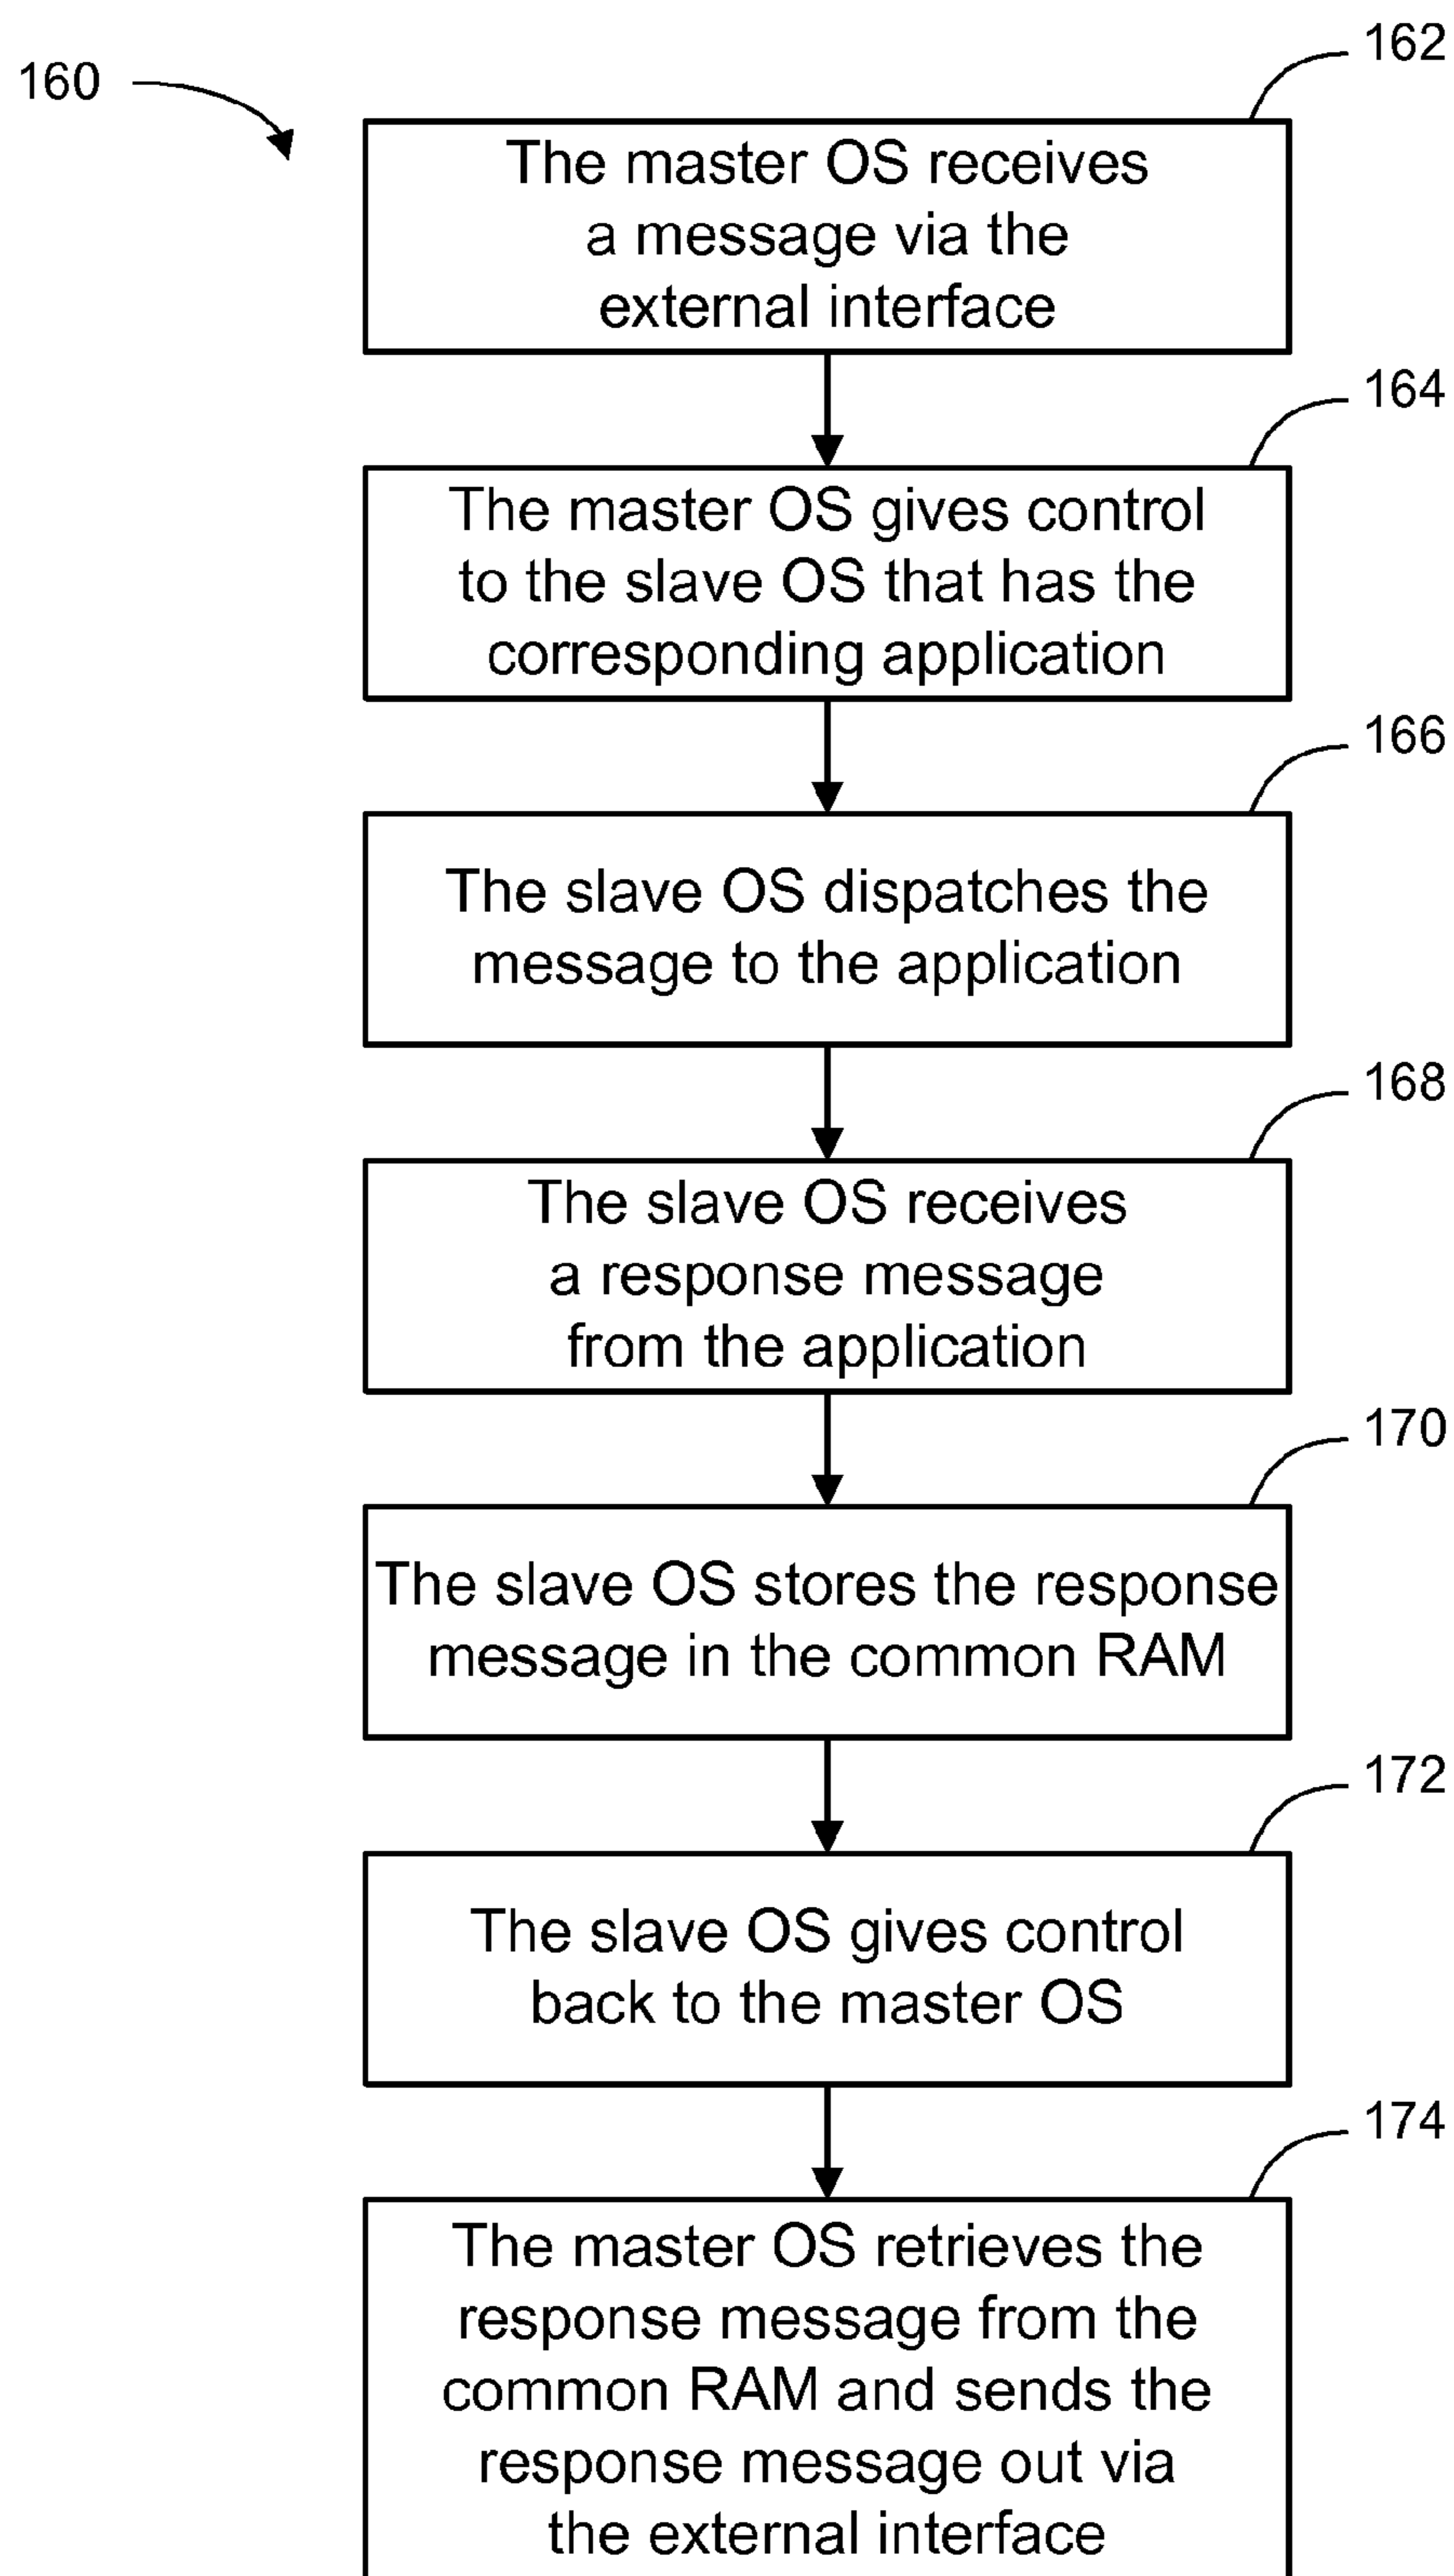 160
162
The master OS receives
a message via the
external interface
164
The master OS gives control
to the slave OS that has the
corresponding application
166
The slave OS dispatches the
message to the application
168
The slave OS receives
a response message
from the application
170
The slave OS stores the response
message in the common RAM
172
The slave OS gives control
back to the master OS
174
The master OS retrieves the
response message from the
common RAM and sends the
response message out via
the external interface